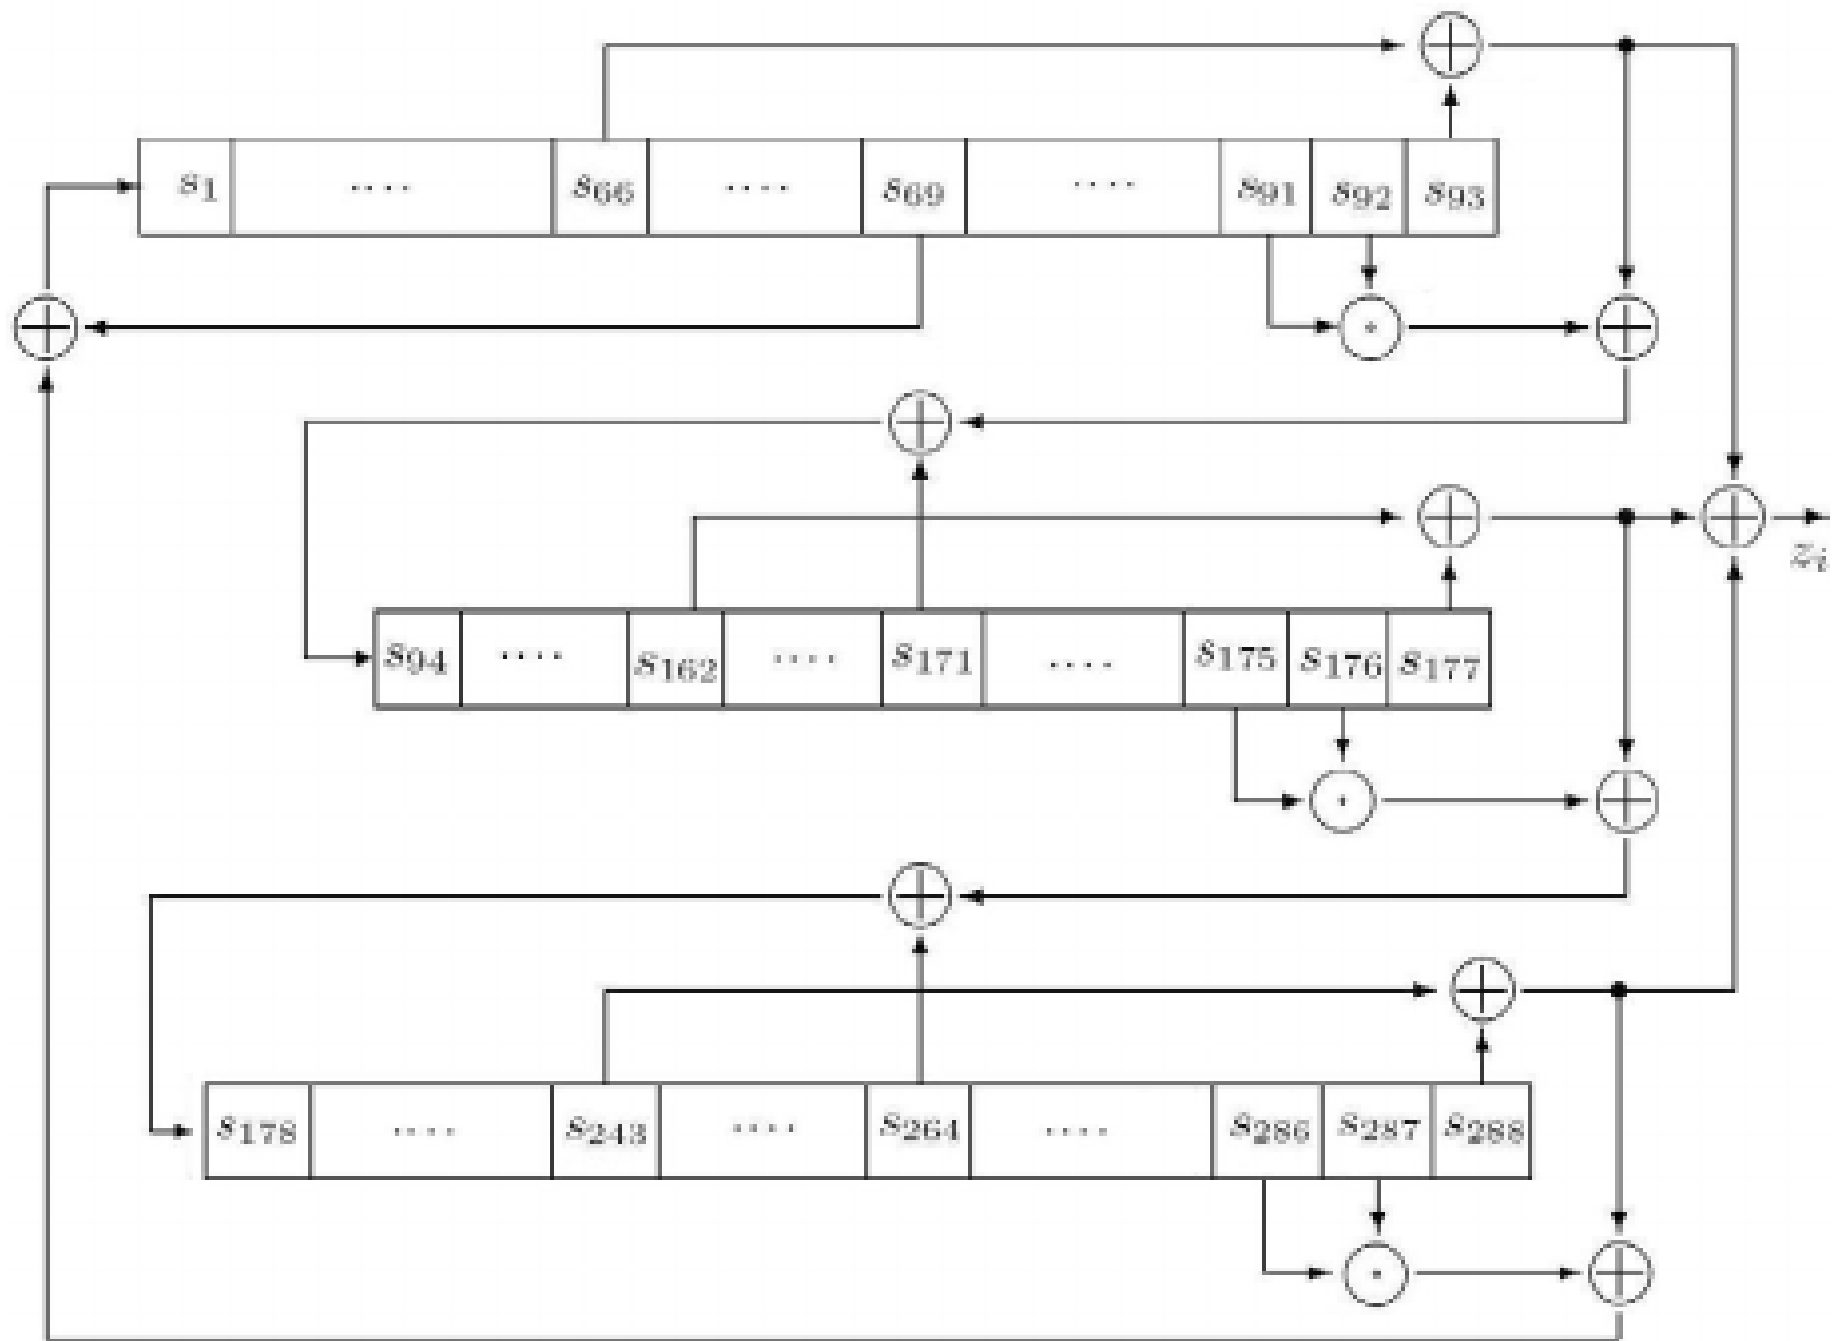 s1 .... s66 .... s69 .... s91 s92 s93
zi
s94 .... s162 .... s171 .... s175 s176 s177
s178 .... s243 .... s264 .... s286 s287 s288